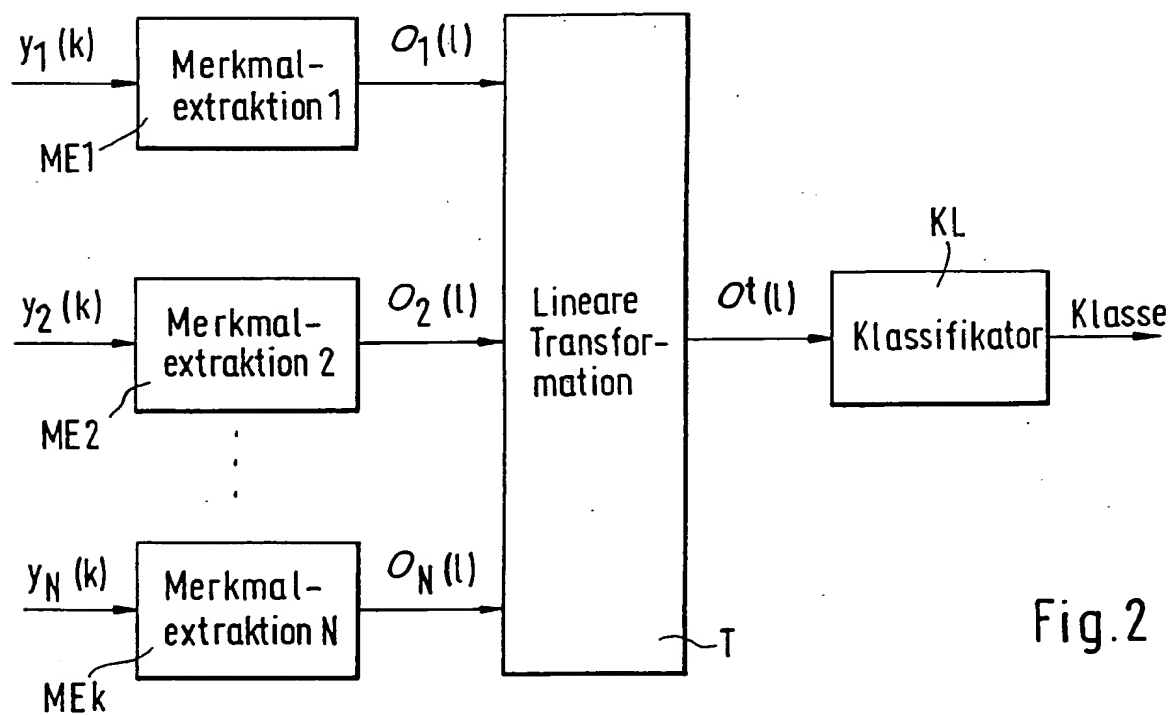 y1(k)
Merkmal-
extraktion 1
O1(l)
ME1
y2(k)
Merkmal-
extraktion 2
O2(l)
ME2
yN(k)
Merkmal-
extraktion N
ON(l)
MEk
Lineare
Transfor-
mation
T
Ot(l)
KL
Klassifikator
Klasse
Fig.2